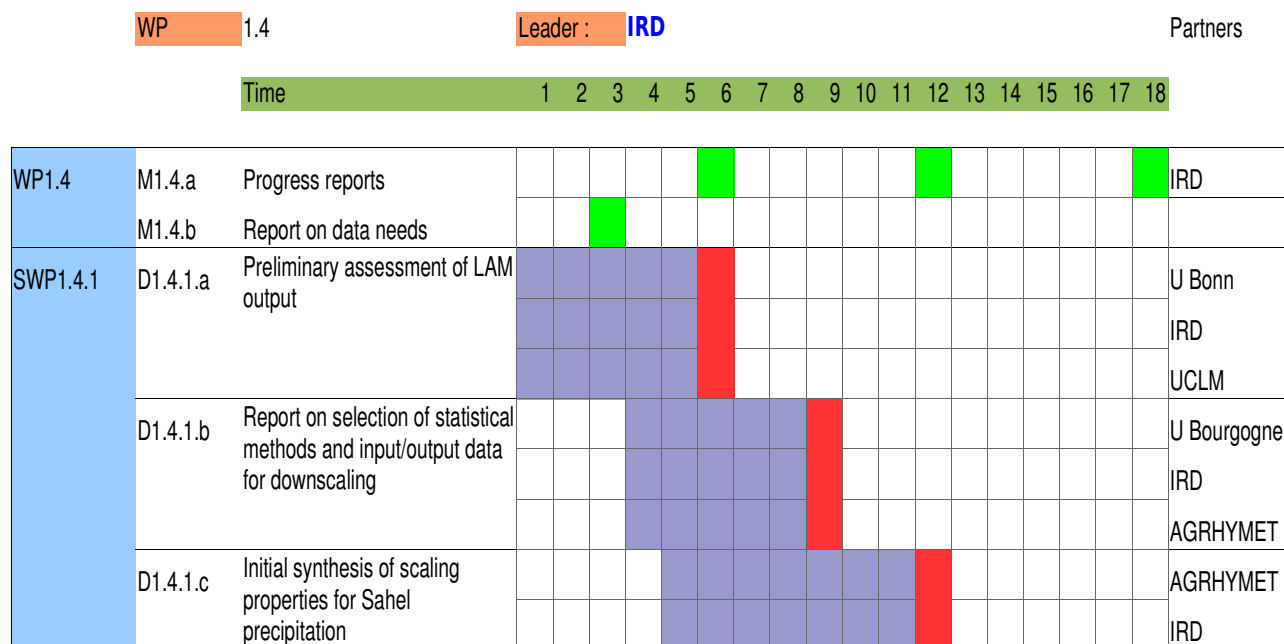 WP 1.4 Leader : IRD Partners
Time 1 2 3 4 5 6 7 8 9 10 11 12 13 14 15 16 17 18
WP1.4 M1.4.a Progress reports IRD
M1.4.b Report on data needs
SWP1.4.1 D1.4.1.a Preliminary assessment of LAM
output
U Bonn
IRD
UCLM
D1.4.1.b Report on selection of statistical
methods and input/output data
for downscaling
U Bourgogne
IRD
AGRHYMET
D1.4.1.c Initial synthesis of scaling
properties for Sahel
precipitation
AGRHYMET
IRD